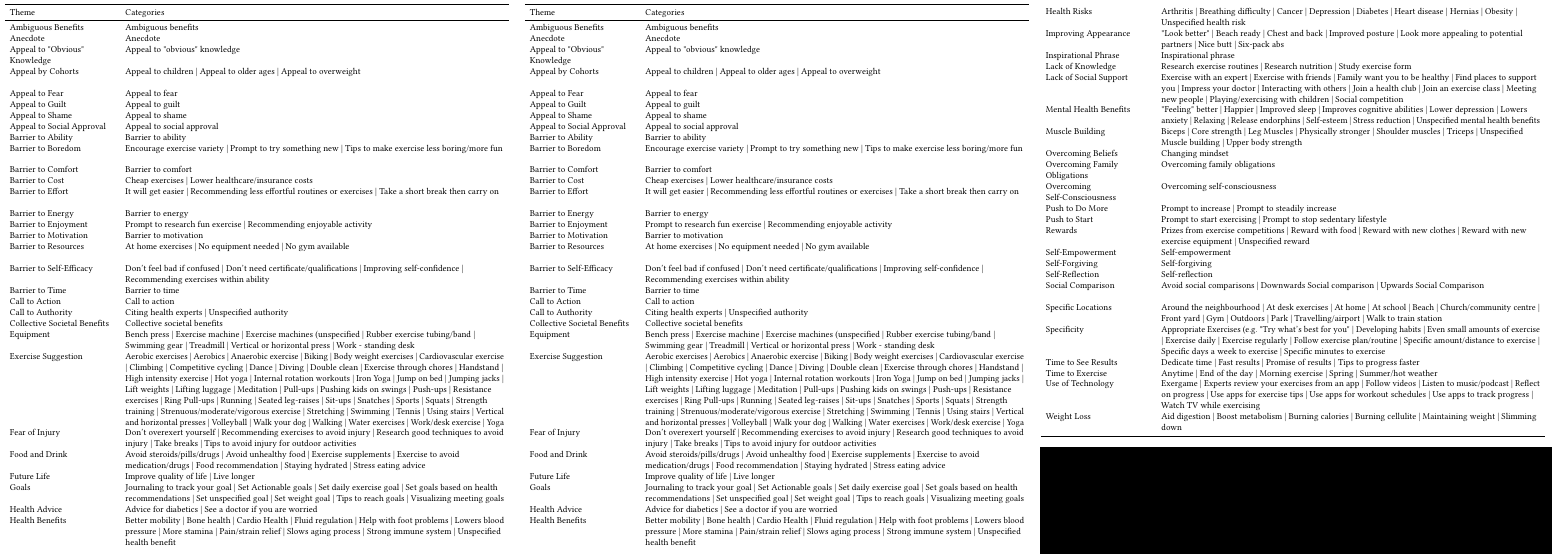 Theme Categories
Ambiguous Benefits Ambiguous benefits
Anecdote Anecdote
Appeal to "Obvious" Appeal to "obvious" knowledge
Knowledge
Appeal by Cohorts Appeal to children | Appeal to older ages | Appeal to overweight
Appeal to Fear Appeal to fear
Appeal to Guilt Appeal to guilt
Appeal to Shame Appeal to shame
Appeal to Social Approval Appeal to social approval
Barrier to Ability Barrier to ability
Barrier to Boredom Encourage exercise variety | Prompt to try something new | Tips to make exercise less boring/more fun
Barrier to Comfort Barrier to comfort
Barrier to Cost Cheap exercises | Lower healthcare/insurance costs
Barrier to Effort It will get easier | Recommending less effortful routines or exercises | Take a short break then carry on
Barrier to Energy Barrier to energy
Barrier to Enjoyment Prompt to research fun exercise | Recommending enjoyable activity
Barrier to Motivation Barrier to motivation
Barrier to Resources At home exercises | No equipment needed | No gym available
Barrier to Self-Efficacy Don't feel bad if confused | Don't need certificate/qualifications | Improving self-confidence |
Recommending exercises within ability
Barrier to Time Barrier to time
Call to Action Call to action
Call to Authority Citing health experts | Unspecified authority
Collective Societal Benefits Collective societal benefits
Equipment Bench press | Exercise machine | Exercise machines (unspecified | Rubber exercise tubing/band |
Swimming gear | Treadmill | Vertical or horizontal press | Work - standing desk
Exercise Suggestion Aerobic exercises | Aerobics | Anaerobic exercise | Biking | Body weight exercises | Cardiovascular exercise
| Climbing | Competitive cycling | Dance | Diving | Double clean | Exercise through chores | Handstand |
High intensity exercise | Hot yoga | Internal rotation workouts | Iron Yoga | Jump on bed | Jumping jacks |
Lift weights | Lifting luggage | Meditation | Pull-ups | Pushing kids on swings | Push-ups | Resistance
exercises | Ring Pull-ups | Running | Seated leg-raises | Sit-ups | Snatches | Sports | Squats | Strength
training | Strenuous/moderate/vigorous exercise | Stretching | Swimming | Tennis | Using stairs | Vertical
and horizontal presses | Volleyball | Walk your dog | Walking | Water exercises | Work/desk exercise | Yoga
Fear of Injury Don't overexert yourself | Recommending exercises to avoid injury | Research good techniques to avoid
injury | Take breaks | Tips to avoid injury for outdoor activities
Food and Drink Avoid steroids/pills/drugs | Avoid unhealthy food | Exercise supplements | Exercise to avoid
medication/drugs | Food recommendation | Staying hydrated | Stress eating advice
Future Life Improve quality of life | Live longer
Goals Journaling to track your goal | Set Actionable goals | Set daily exercise goal | Set goals based on health
recommendations | Set unspecified goal | Set weight goal | Tips to reach goals | Visualizing meeting goals
Health Advice Advice for diabetics | See a doctor if you are worried
Health Benefits Better mobility | Bone health | Cardio Health | Fluid regulation | Help with foot problems | Lowers blood
pressure | More stamina | Pain/strain relief | Slows aging process | Strong immune system | Unspecified
health benefit
Theme Categories
Ambiguous Benefits Ambiguous benefits
Anecdote Anecdote
Appeal to "Obvious" Appeal to "obvious" knowledge
Knowledge
Appeal by Cohorts Appeal to children | Appeal to older ages | Appeal to overweight
Appeal to Fear Appeal to fear
Appeal to Guilt Appeal to guilt
Appeal to Shame Appeal to shame
Appeal to Social Approval Appeal to social approval
Barrier to Ability Barrier to ability
Barrier to Boredom Encourage exercise variety | Prompt to try something new | Tips to make exercise less boring/more fun
Barrier to Comfort Barrier to comfort
Barrier to Cost Cheap exercises | Lower healthcare/insurance costs
Barrier to Effort It will get easier | Recommending less effortful routines or exercises | Take a short break then carry on
Barrier to Energy Barrier to energy
Barrier to Enjoyment Prompt to research fun exercise | Recommending enjoyable activity
Barrier to Motivation Barrier to motivation
Barrier to Resources At home exercises | No equipment needed | No gym available
Barrier to Self-Efficacy Don't feel bad if confused | Don't need certificate/qualifications | Improving self-confidence |
Recommending exercises within ability
Barrier to Time Barrier to time
Call to Action Call to action
Call to Authority Citing health experts | Unspecified authority
Collective Societal Benefits Collective societal benefits
Equipment Bench press | Exercise machine | Exercise machines (unspecified | Rubber exercise tubing/band |
Swimming gear | Treadmill | Vertical or horizontal press | Work - standing desk
Exercise Suggestion Aerobic exercises | Aerobics | Anaerobic exercise | Biking | Body weight exercises | Cardiovascular exercise
| Climbing | Competitive cycling | Dance | Diving | Double clean | Exercise through chores | Handstand |
High intensity exercise | Hot yoga | Internal rotation workouts | Iron Yoga | Jump on bed | Jumping jacks |
Lift weights | Lifting luggage | Meditation | Pull-ups | Pushing kids on swings | Push-ups | Resistance
exercises | Ring Pull-ups | Running | Seated leg-raises | Sit-ups | Snatches | Sports | Squats | Strength
training | Strenuous/moderate/vigorous exercise | Stretching | Swimming | Tennis | Using stairs | Vertical
and horizontal presses | Volleyball | Walk your dog | Walking | Water exercises | Work/desk exercise | Yoga
Fear of Injury Don't overexert yourself | Recommending exercises to avoid injury | Research good techniques to avoid
injury | Take breaks | Tips to avoid injury for outdoor activities
Food and Drink Avoid steroids/pills/drugs | Avoid unhealthy food | Exercise supplements | Exercise to avoid
medication/drugs | Food recommendation | Staying hydrated | Stress eating advice
Future Life Improve quality of life | Live longer
Goals Journaling to track your goal | Set Actionable goals | Set daily exercise goal | Set goals based on health
recommendations | Set unspecified goal | Set weight goal | Tips to reach goals | Visualizing meeting goals
Health Advice Advice for diabetics | See a doctor if you are worried
Health Benefits Better mobility | Bone health | Cardio Health | Fluid regulation | Help with foot problems | Lowers blood
pressure | More stamina | Pain/strain relief | Slows aging process | Strong immune system | Unspecified
health benefit
Health Risks Arthritis | Breathing difficulty | Cancer | Depression | Diabetes | Heart disease | Hernias | Obesity |
Unspecified health risk
Improving Appearance "Look better" | Beach ready | Chest and back | Improved posture | Look more appealing to potential
partners | Nice butt | Six-pack abs
Inspirational Phrase Inspirational phrase
Lack of Knowledge Research exercise routines | Research nutrition | Study exercise form
Lack of Social Support Exercise with an expert | Exercise with friends | Family want you to be healthy | Find places to support
you | Impress your doctor | Interacting with others | Join a health club | Join an exercise class | Meeting
new people | Playing/exercising with children | Social competition
Mental Health Benefits "Feeling" better | Happier | Improved sleep | Improves cognitive abilities | Lower depression | Lowers
anxiety | Relaxing | Release endorphins | Self-esteem | Stress reduction | Unspecified mental health benefits
Muscle Building Biceps | Core strength | Leg Muscles | Physically stronger | Shoulder muscles | Triceps | Unspecified
Muscle building | Upper body strength
Overcoming Beliefs Changing mindset
Overcoming Family Overcoming family obligations
Obligations
Overcoming Overcoming self-consciousness
Self-Consciousness
Push to Do More Prompt to increase | Prompt to steadily increase
Push to Start Prompt to start exercising | Prompt to stop sedentary lifestyle
Rewards Prizes from exercise competitions | Reward with food | Reward with new clothes | Reward with new
exercise equipment | Unspecified reward
Self-Empowerment Self-empowerment
Self-Forgiving Self-forgiving
Self-Reflection Self-reflection
Social Comparison Avoid social comparisons | Downwards Social comparison | Upwards Social Comparison
Specific Locations Around the neighbourhood | At desk exercises | At home | At school | Beach | Church/community centre |
Front yard | Gym | Outdoors | Park | Travelling/airport | Walk to train station
Specificity Appropriate Exercises (e.g. "Try what's best for you" | Developing habits | Even small amounts of exercise
| Exercise daily | Exercise regularly | Follow exercise plan/routine | Specific amount/distance to exercise |
Specific days a week to exercise | Specific minutes to exercise
Time to See Results Dedicate time | Fast results | Promise of results | Tips to progress faster
Time to Exercise Anytime | End of the day | Morning exercise | Spring | Summer/hot weather
Use of Technology Exergame | Experts review your exercises from an app | Follow videos | Listen to music/podcast | Reflect
on progress | Use apps for exercise tips | Use apps for workout schedules | Use apps to track progress |
Watch TV while exercising
Weight Loss Aid digestion | Boost metabolism | Burning calories | Burning cellulite | Maintaining weight | Slimming
down